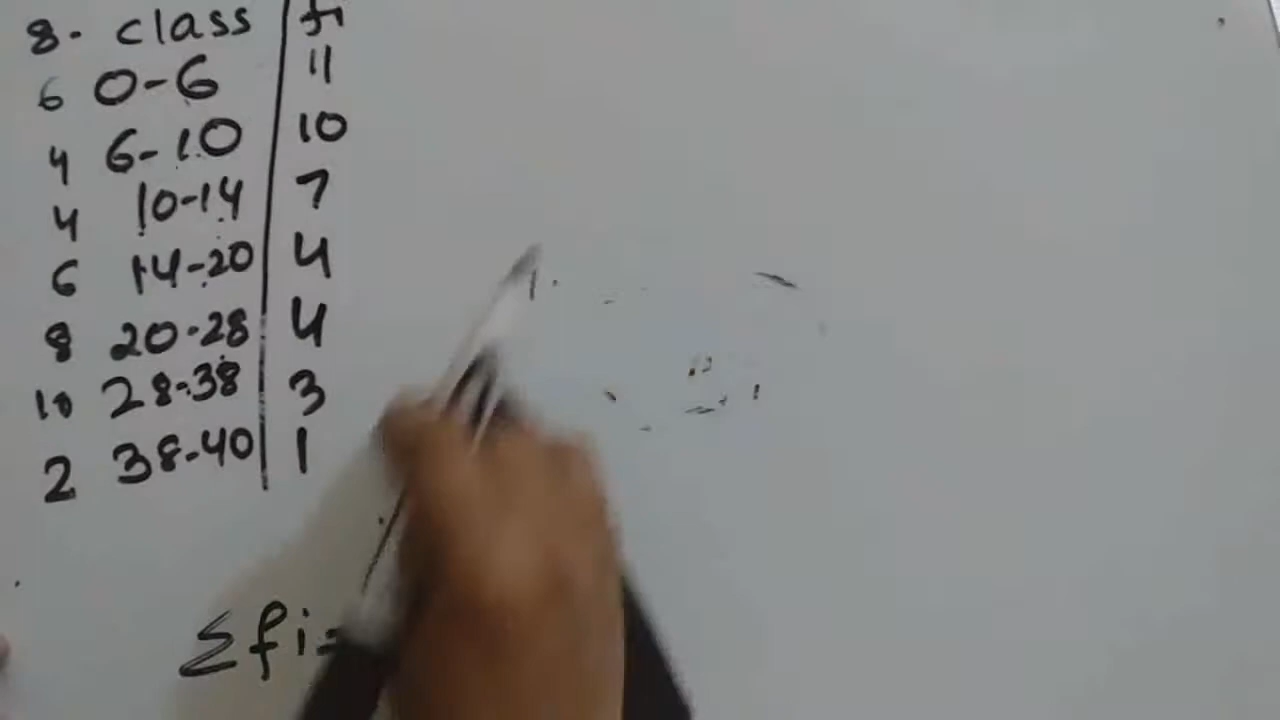 8. class fi
6 0-6 11
4 6-10 10
4 10-14 7
6 14-20 4
8 20-28 4
10 28-38 3
2 38-40 1
Σfi=